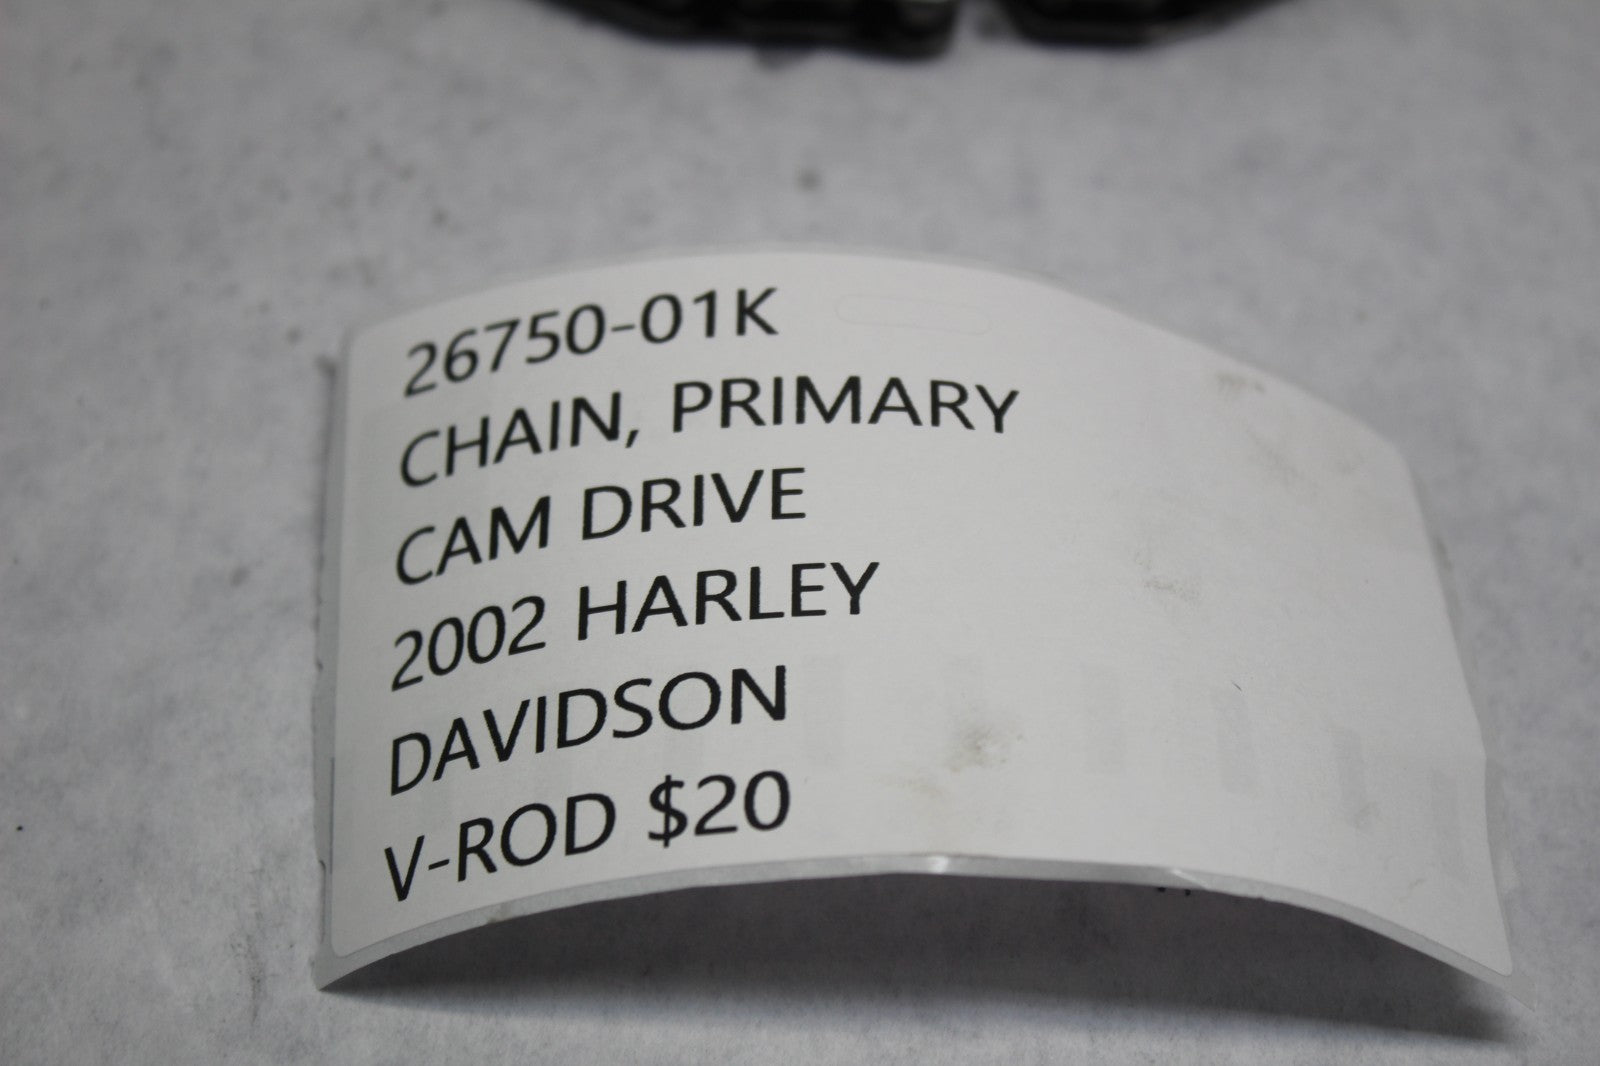 26750-01K
CHAIN, PRIMARY
CAM DRIVE
2002 HARLEY
DAVIDSON
V-ROD $20